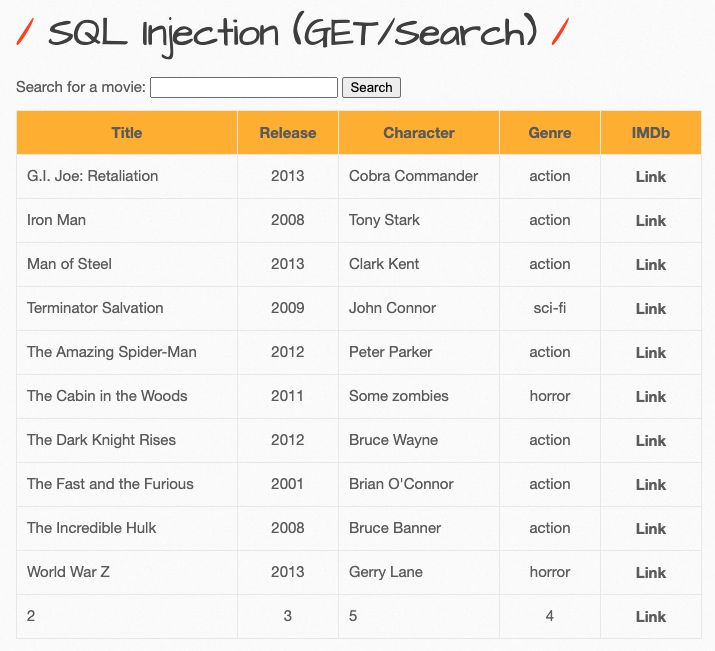 / SQL Injection (GET/Search) /
Search for a movie: Search
Title Release Character Genre IMDb
G.I. Joe: Retaliation 2013 Cobra Commander action Link
Iron Man 2008 Tony Stark action Link
Man of Steel 2013 Clark Kent action Link
Terminator Salvation 2009 John Connor sci-fi Link
The Amazing Spider-Man 2012 Peter Parker action Link
The Cabin in the Woods 2011 Some zombies horror Link
The Dark Knight Rises 2012 Bruce Wayne action Link
The Fast and the Furious 2001 Brian O'Connor action Link
The Incredible Hulk 2008 Bruce Banner action Link
World War Z 2013 Gerry Lane horror Link
2 3 5 4 Link